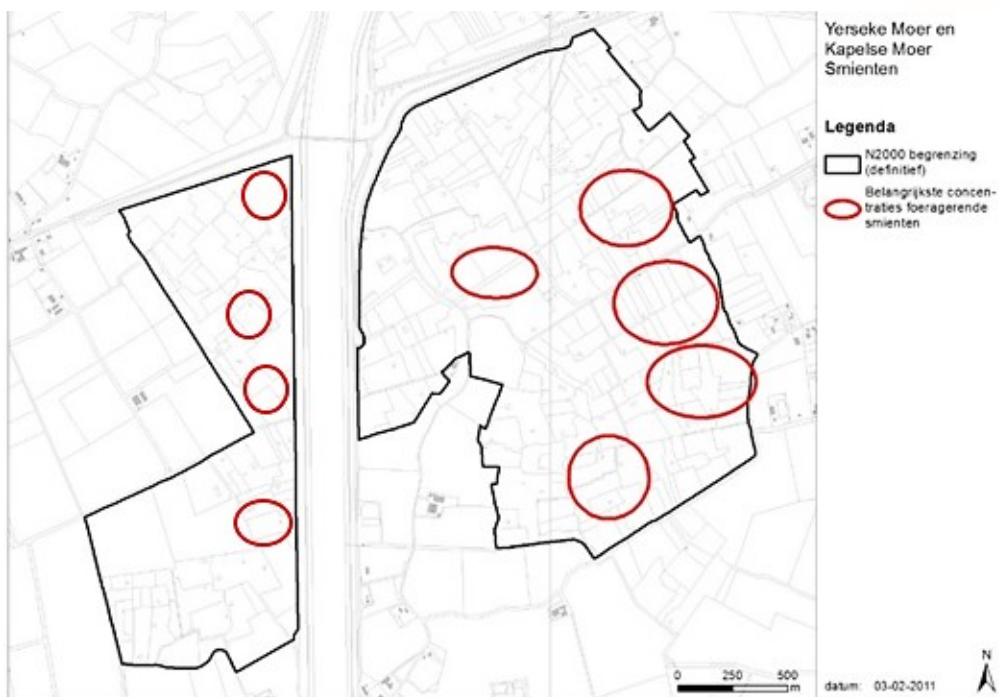 Yerseke Moer en
Kapelse Moer
Smienten
Legenda
N2000 begrenzing
(definitief)
Belangrijkste concen-
traties foeragerende
smienten
0 250 500
m
N
datum: 03-02-2011